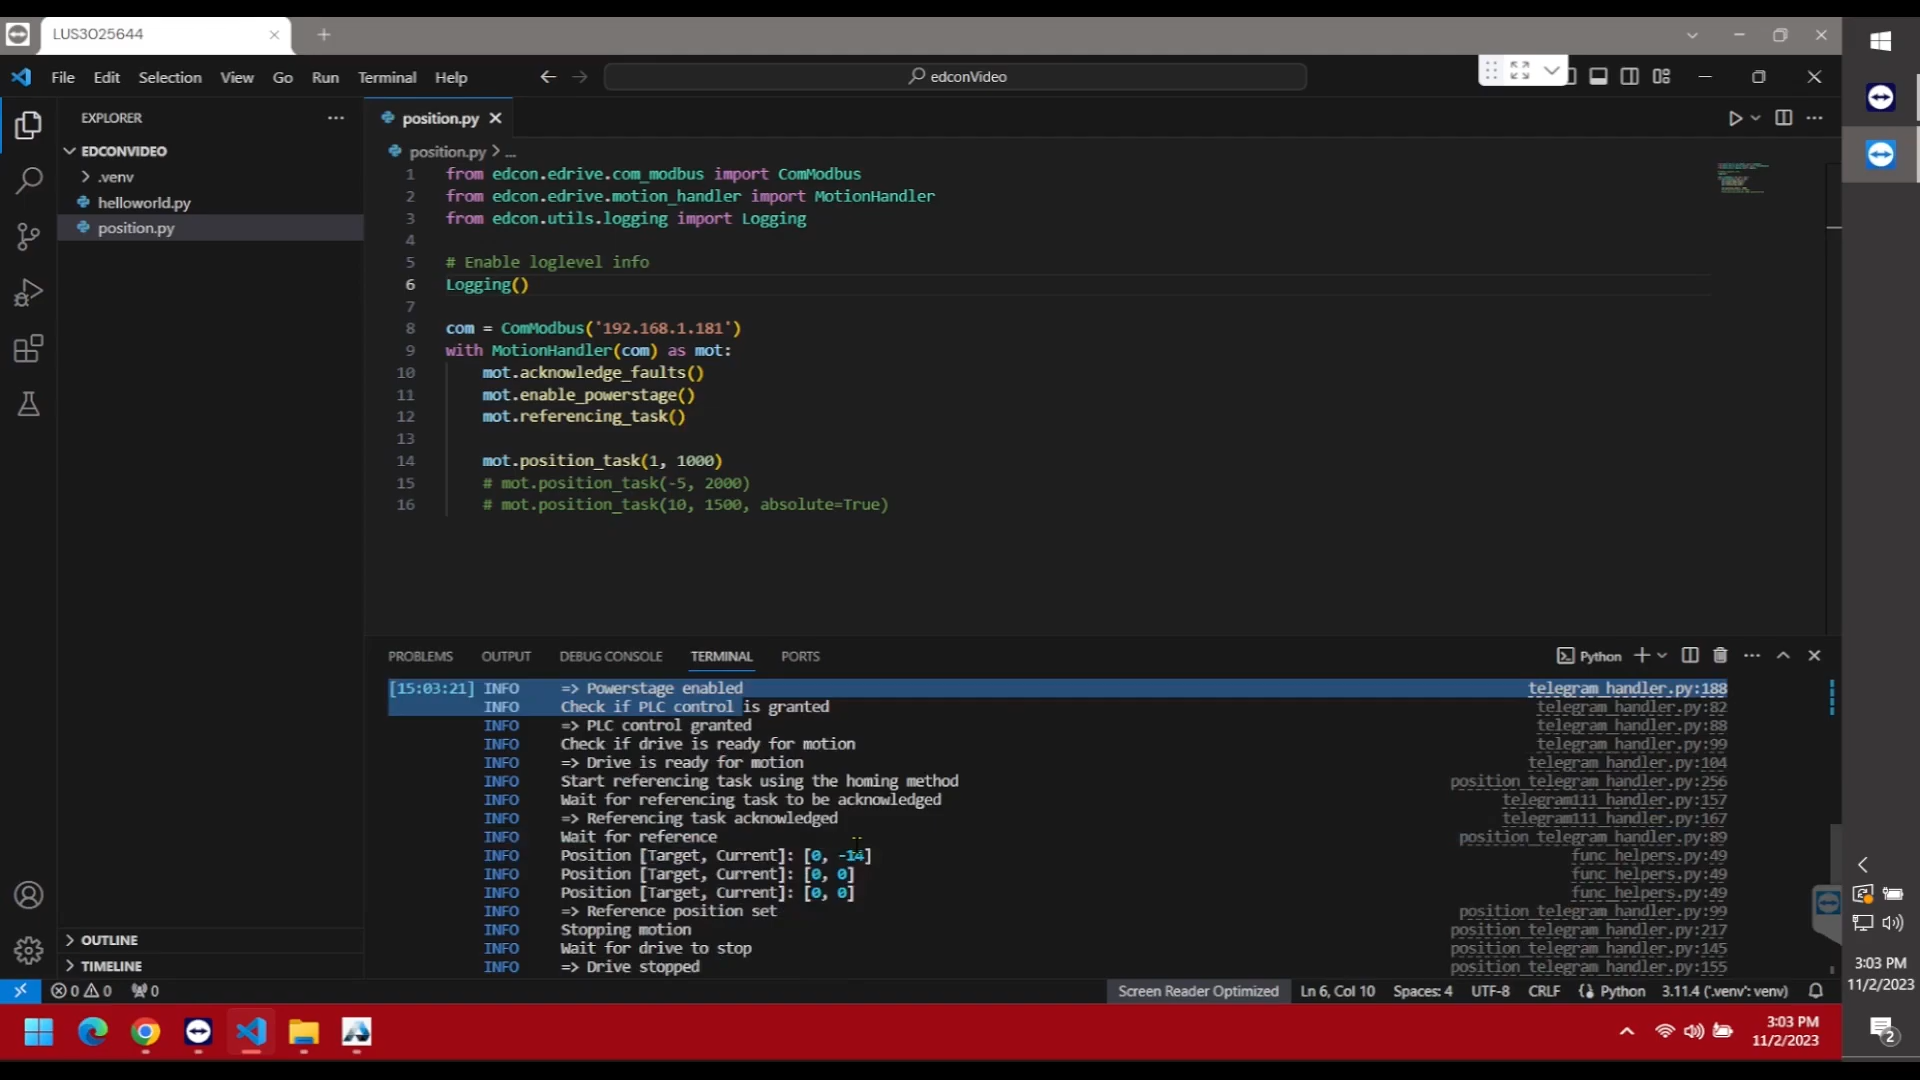 LUS3O25644
File Edit Selection View Go Run Terminal Help
edconVideo
EXPLORER
EDCONVIDEO
.venv
helloworld.py
position.py
OUTLINE
TIMELINE
position.py
position.py > ...
1 from edcon.edrive.com_modbus import ComModbus
2 from edcon.edrive.motion_handler import MotionHandler
3 from edcon.utils.logging import Logging
4
5 # Enable loglevel info
6 Logging()
7
8 com = ComModbus('192.168.1.181')
9 with MotionHandler(com) as mot:
10 mot.acknowledge_faults()
11 mot.enable_powerstage()
12 mot.referencing_task()
13
14 mot.position_task(1, 1000)
15 # mot.position_task(-5, 2000)
16 # mot.position_task(10, 1500, absolute=True)
PROBLEMS OUTPUT DEBUG CONSOLE TERMINAL PORTS
Python
[15:03:21] INFO => Powerstage enabled telegram_handler.py:188
INFO Check if PLC control is granted telegram_handler.py:82
INFO => PLC control granted telegram_handler.py:88
INFO Check if drive is ready for motion telegram_handler.py:99
INFO => Drive is ready for motion telegram_handler.py:104
INFO Start referencing task using the homing method position_telegram_handler.py:256
INFO Wait for referencing task to be acknowledged telegram111_handler.py:157
INFO => Referencing task acknowledged telegram111_handler.py:167
INFO Wait for reference position_telegram_handler.py:89
INFO Position [Target, Current]: [0, -14] func_helpers.py:49
INFO Position [Target, Current]: [0, 0] func_helpers.py:49
INFO Position [Target, Current]: [0, 0] func_helpers.py:49
INFO => Reference position set position_telegram_handler.py:99
INFO Stopping motion position_telegram_handler.py:217
INFO Wait for drive to stop position_telegram_handler.py:145
INFO => Drive stopped position_telegram_handler.py:155
0 0 0
Screen Reader Optimized Ln 6, Col 10 Spaces: 4 UTF-8 CRLF Python 3.11.4 ('.venv': venv)
3:03 PM
11/2/2023
3:03 PM
11/2/2023
2